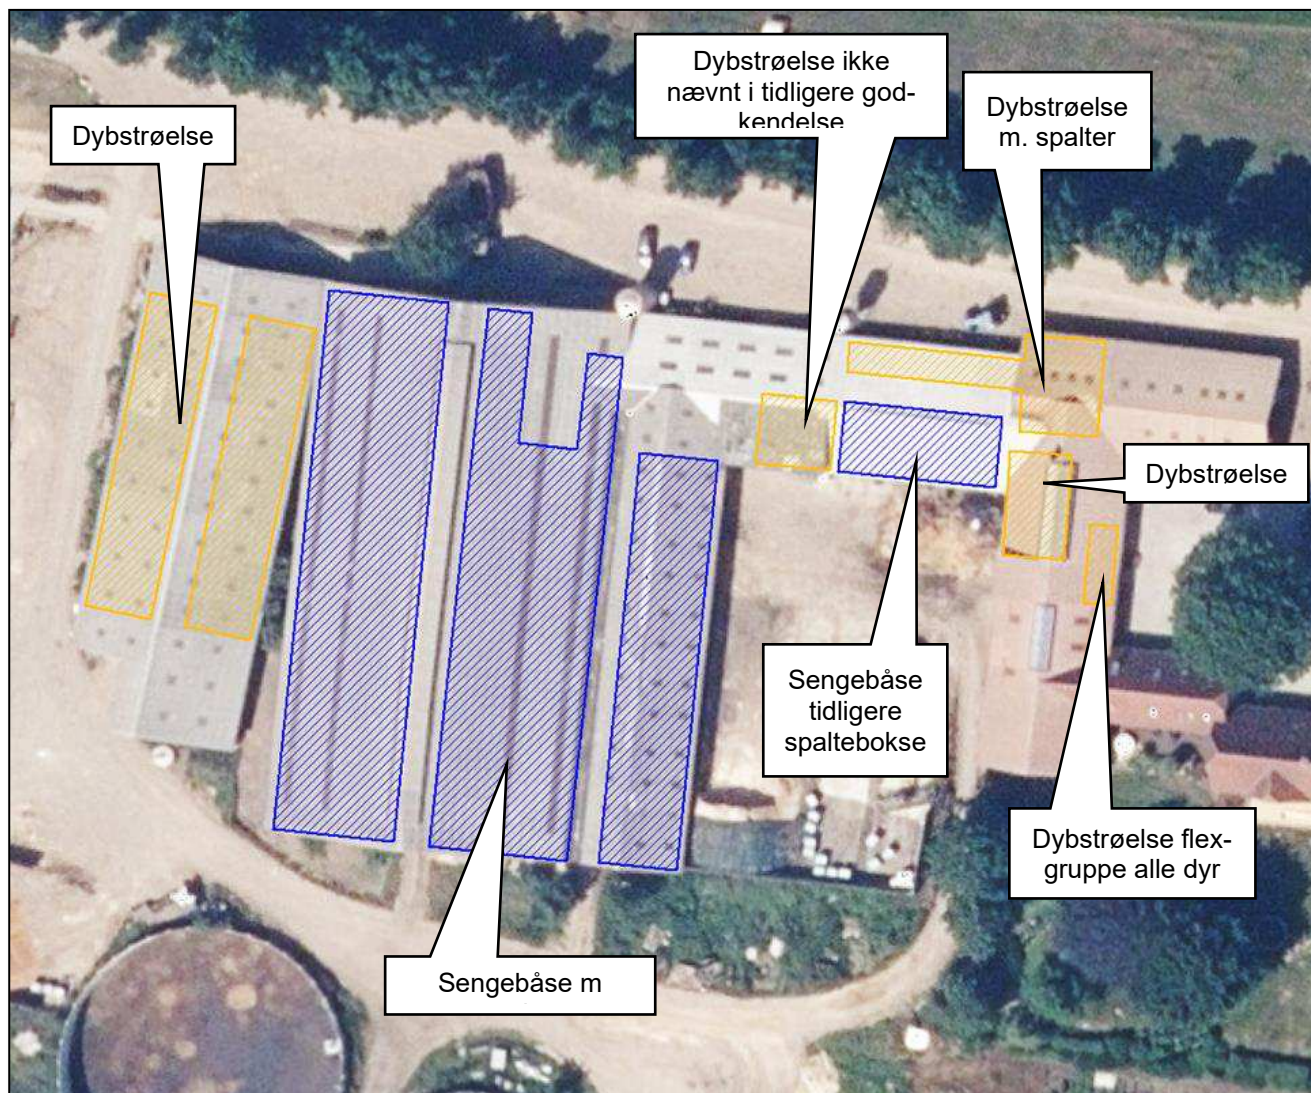 Dybstrøelse ikke
nævnt i tidligere god-
kendelse
Dybstrøelse
m. spalter
Dybstrøelse
Dybstrøelse
Sengebåse
tidligere
spaltebokse
Dybstrøelse flex-
gruppe alle dyr
Sengebåse m